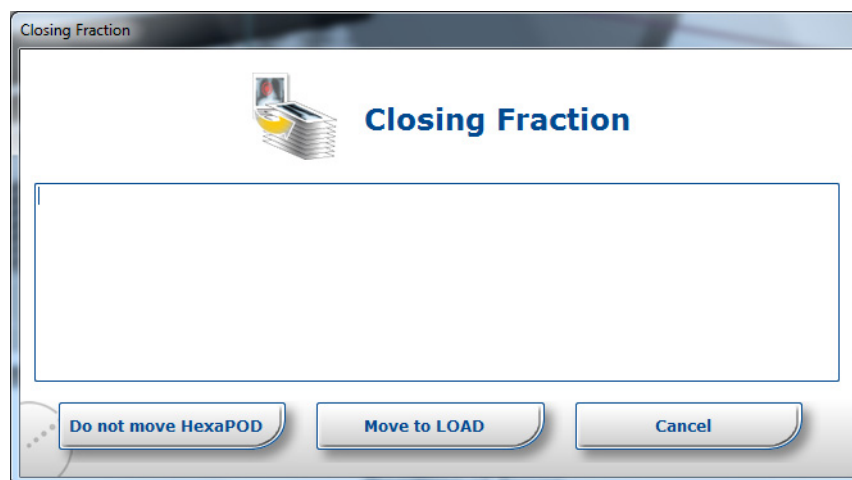 Closing Fraction
Closing Fraction
Do not move HexaPOD
Move to LOAD
Cancel